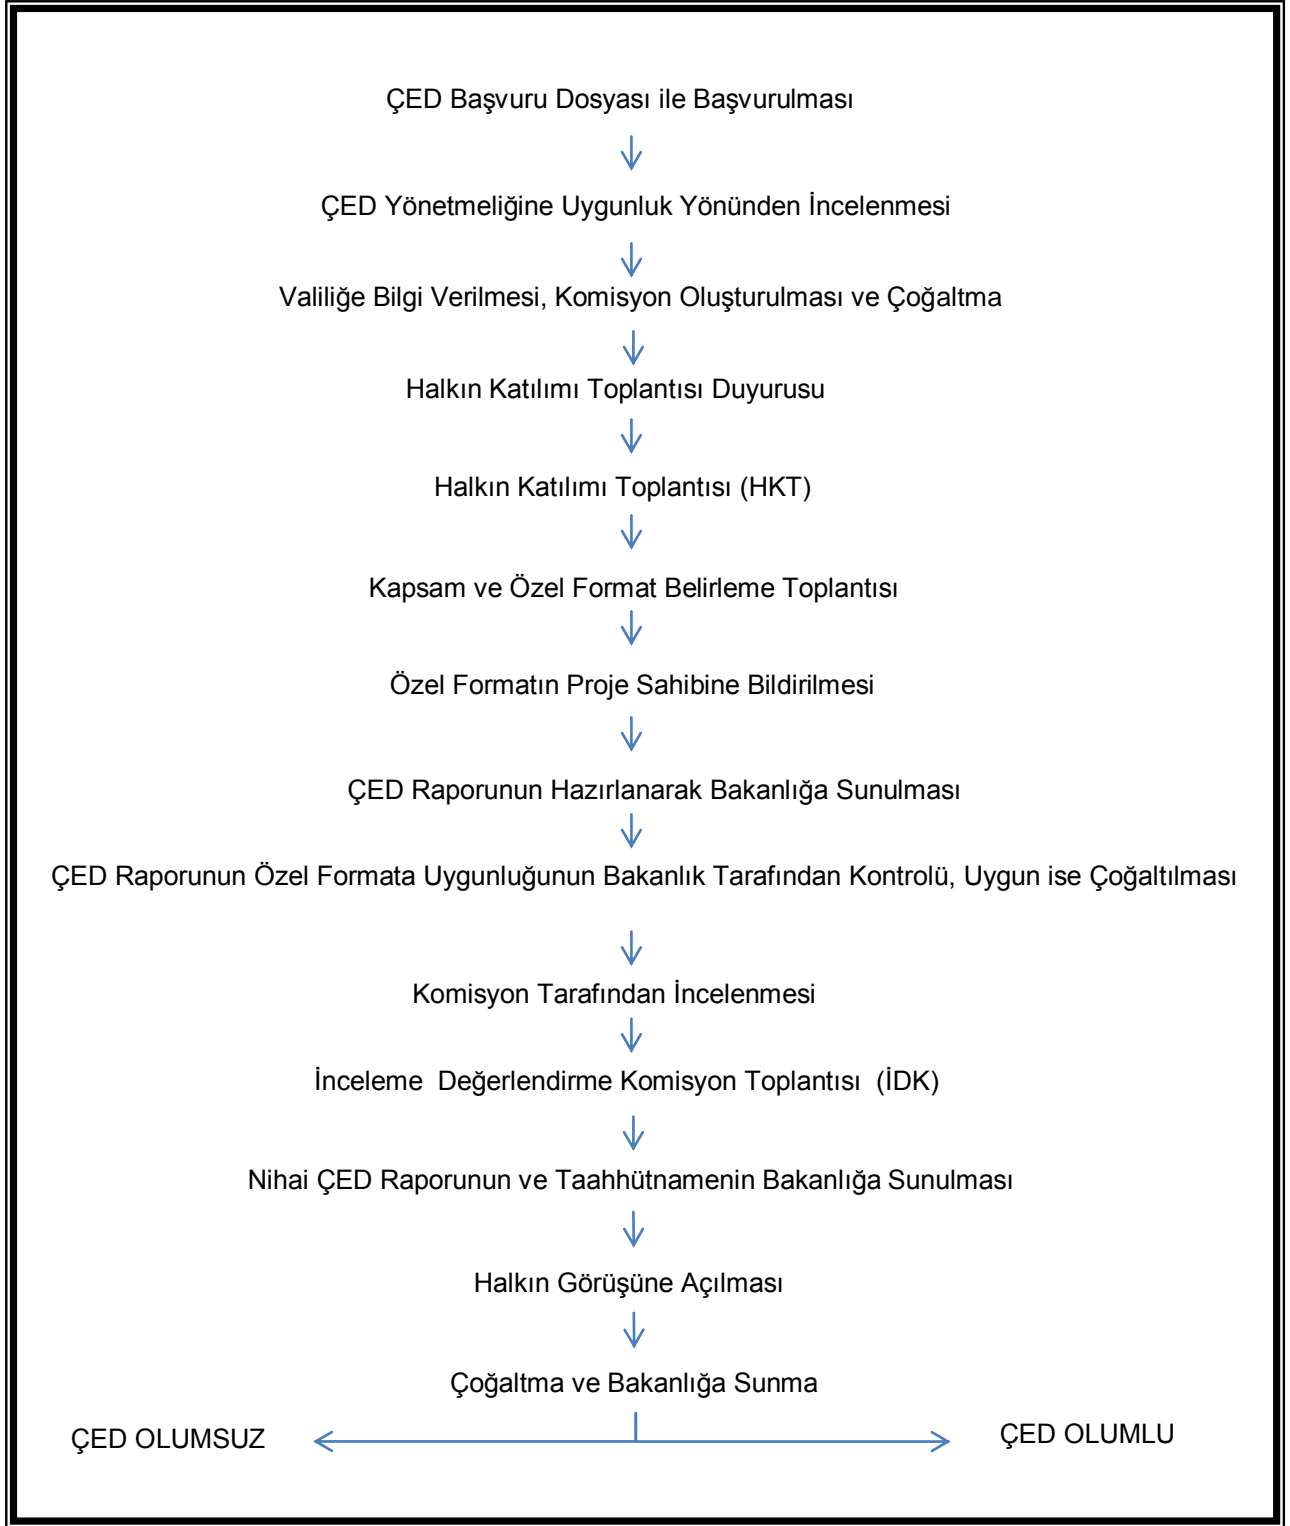 ÇED Başvuru Dosyası ile Başvurulması
ÇED Yönetmeliğine Uygunluk Yönünden İncelenmesi
Valiliğe Bilgi Verilmesi, Komisyon Oluşturulması ve Çoğaltma
Halkın Katılımı Toplantısı Duyurusu
Halkın Katılımı Toplantısı (HKT)
Kapsam ve Özel Format Belirleme Toplantısı
Özel Formatın Proje Sahibine Bildirilmesi
ÇED Raporunun Hazırlanarak Bakanlığa Sunulması
ÇED Raporunun Özel Formata Uygunluğunun Bakanlık Tarafından Kontrolü, Uygun ise Çoğaltılması
Komisyon Tarafından İncelenmesi
İnceleme  Değerlendirme Komisyon Toplantısı  (İDK)
Nihai ÇED Raporunun ve Taahhütnamenin Bakanlığa Sunulması
Halkın Görüşüne Açılması
Çoğaltma ve Bakanlığa Sunma
ÇED OLUMSUZ
ÇED OLUMLU